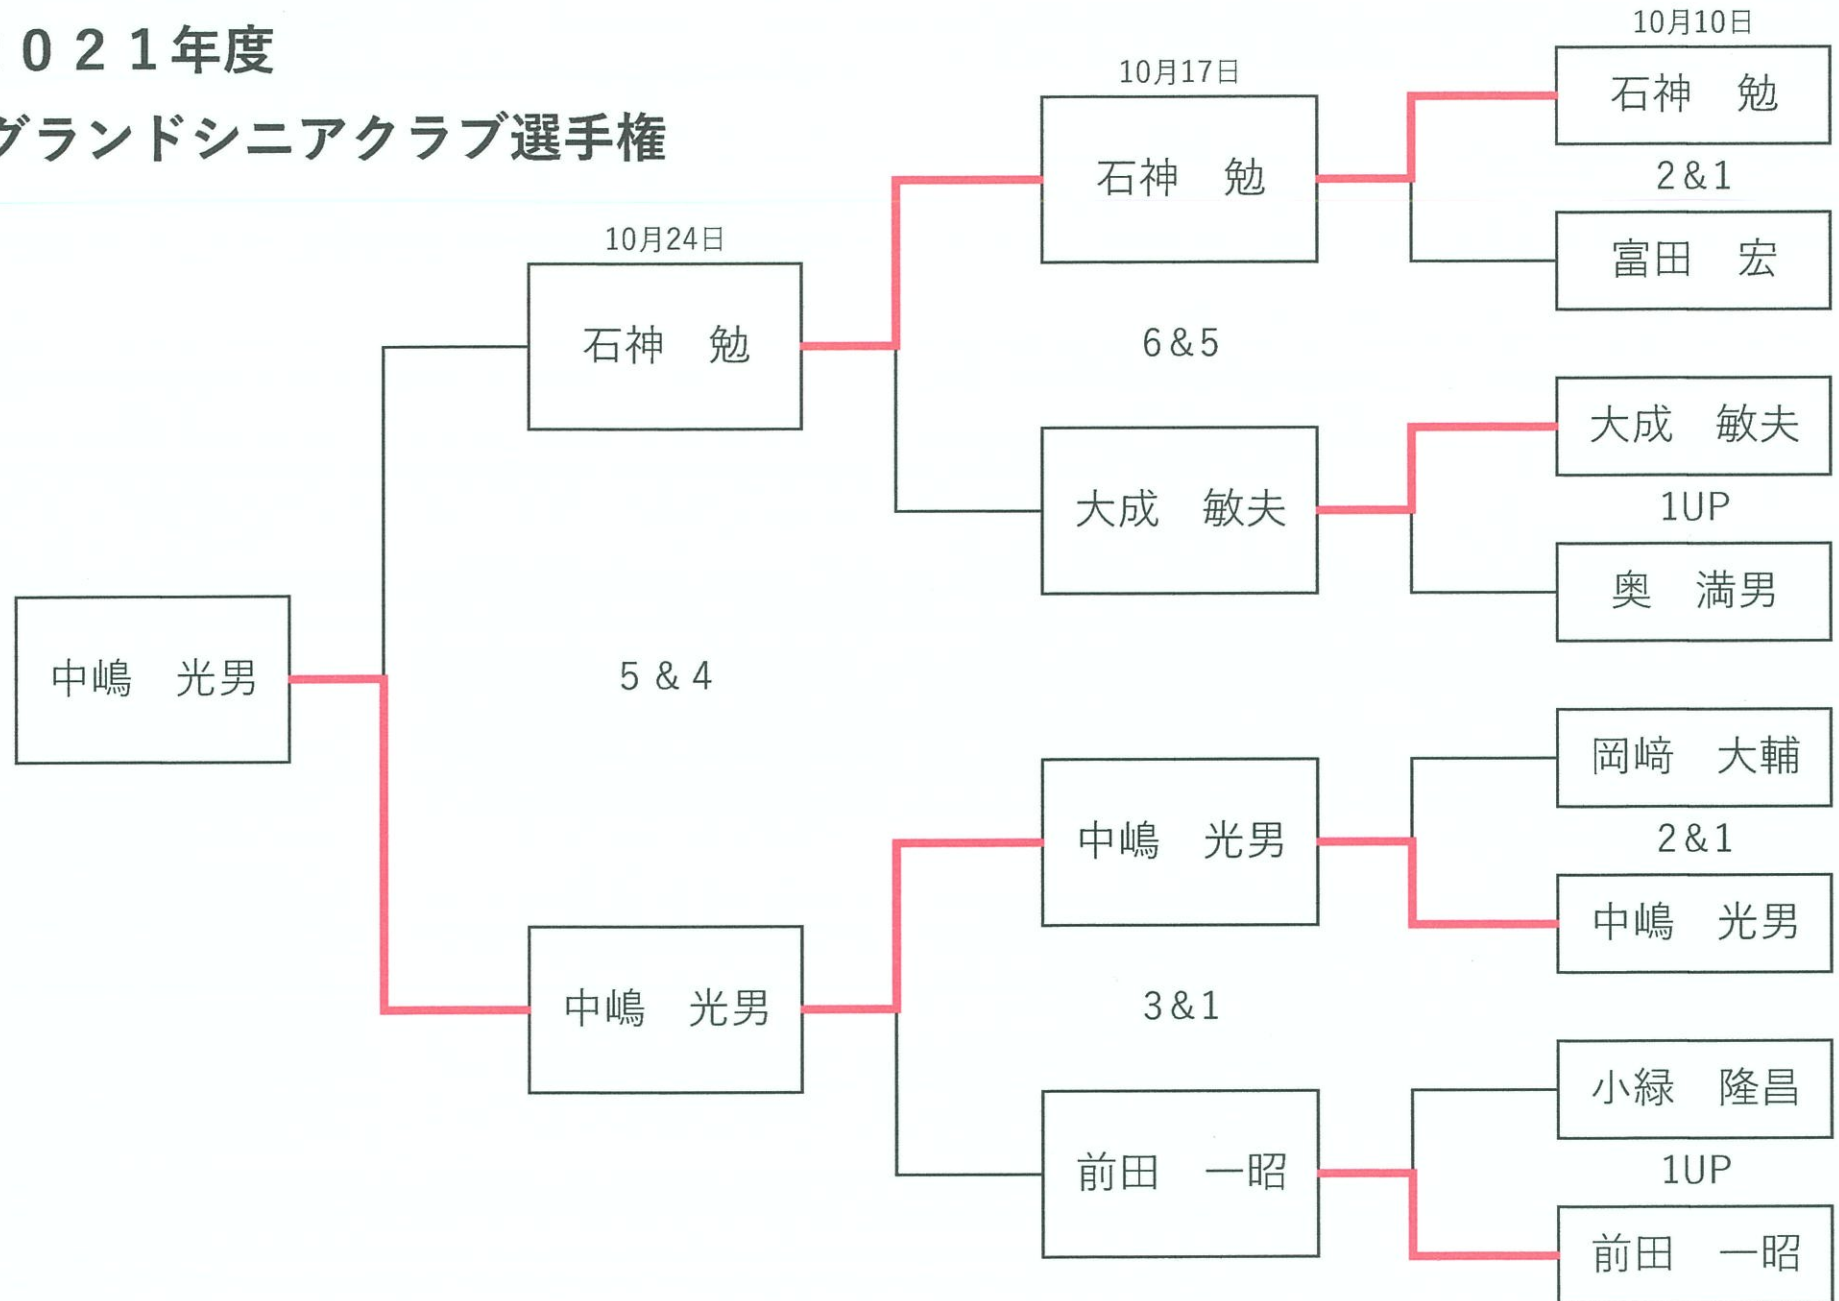 ０２１年度
グランドシニアクラブ選手権
10月10日
石神　勉
2&1
富田　宏
大成　敏夫
1UP
奥　満男
岡﨑　大輔
2&1
中嶋　光男
小緑　隆昌
1UP
前田　一昭
10月17日
石神　勉
6&5
大成　敏夫
中嶋　光男
3&1
前田　一昭
10月24日
石神　勉
5 & 4
中嶋　光男
中嶋　光男